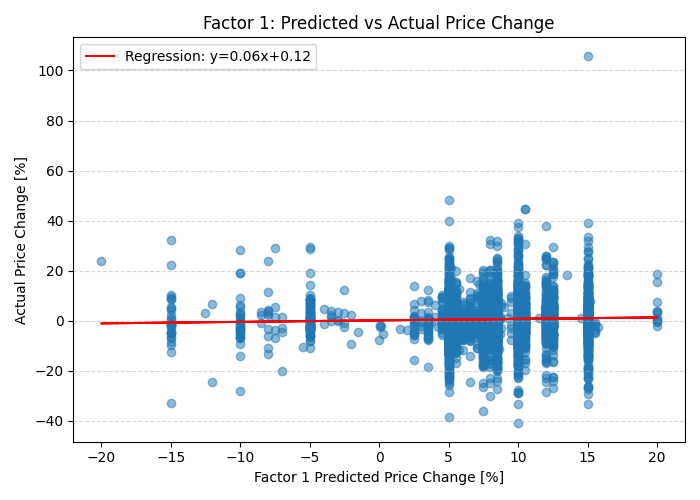 Factor 1: Predicted vs Actual Price Change
Regression: y=0.06x+0.12
Actual Price Change [%]
100
80
60
40
20
0
−20
−40
−20 −15 −10 −5 0 5 10 15 20
Factor 1 Predicted Price Change [%]